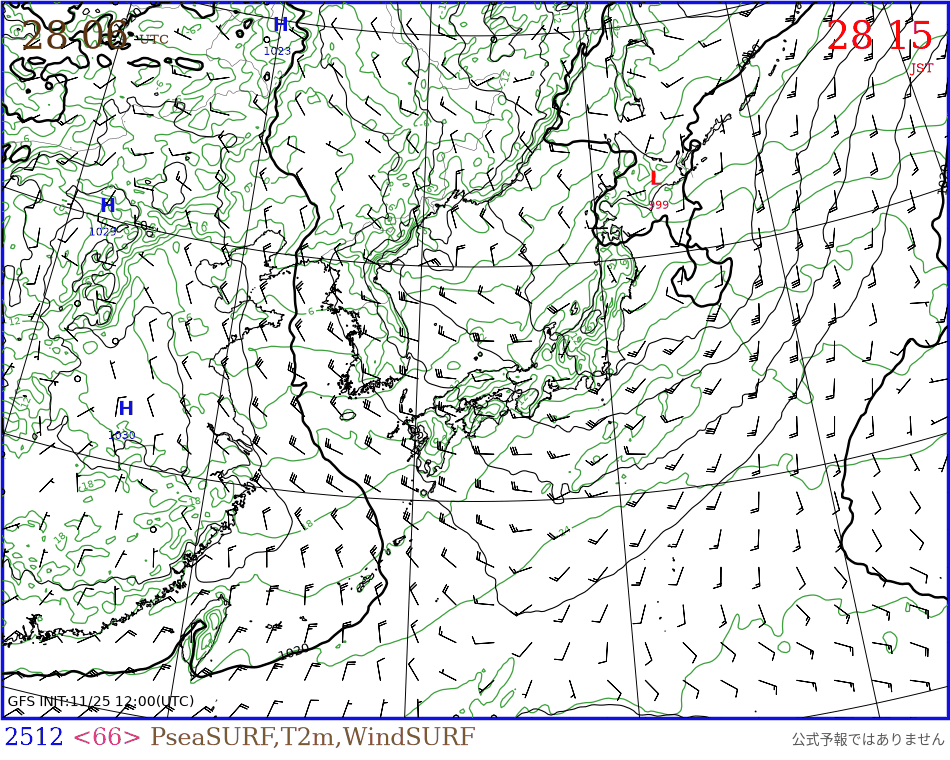 28 06 UTC
28 15 JST
H
1023
H
1029
L
999
H
1030
1020
GFS INIT:11/25 12:00(UTC)
2512 <66> PseaSURF,T2m,WindSURF
公式予報ではありません